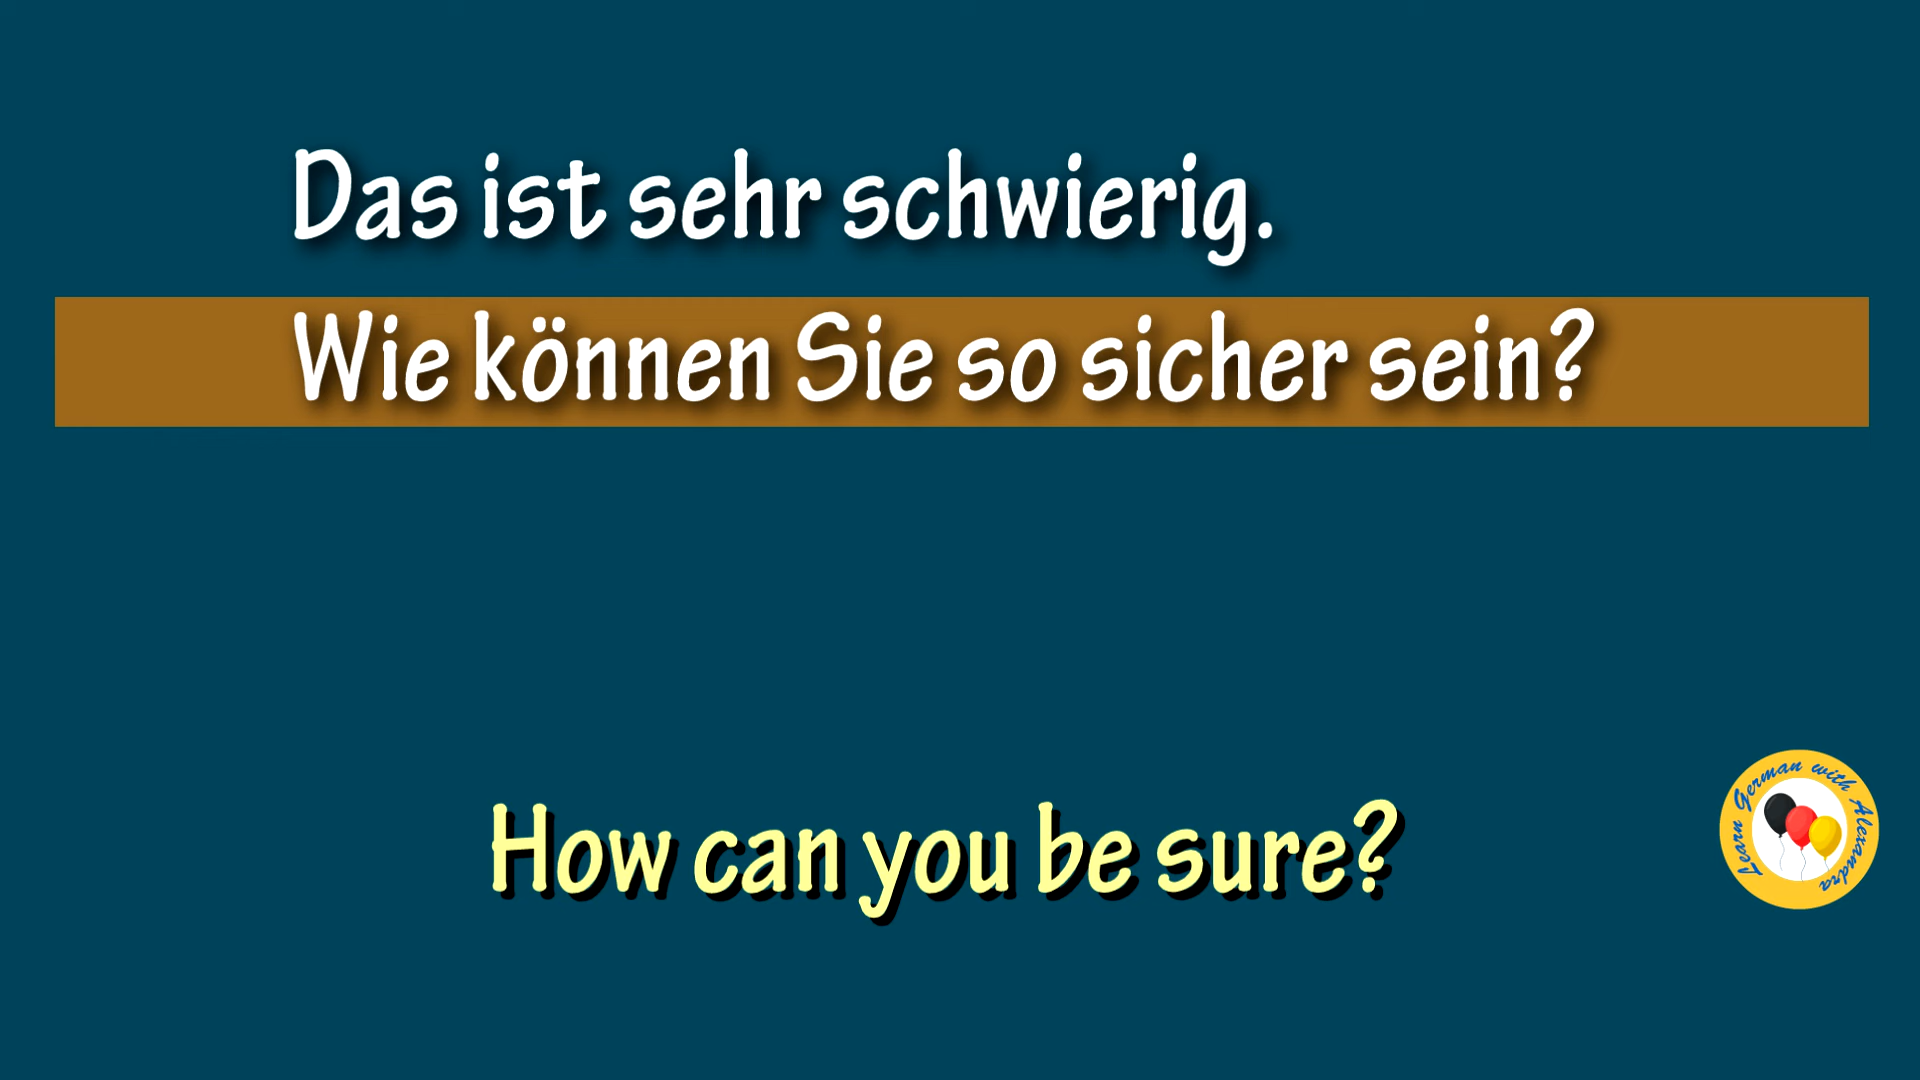 Das ist sehr schwierig.
Wie können Sie so sicher sein?
How can you be sure?
Learn German with Alexandra